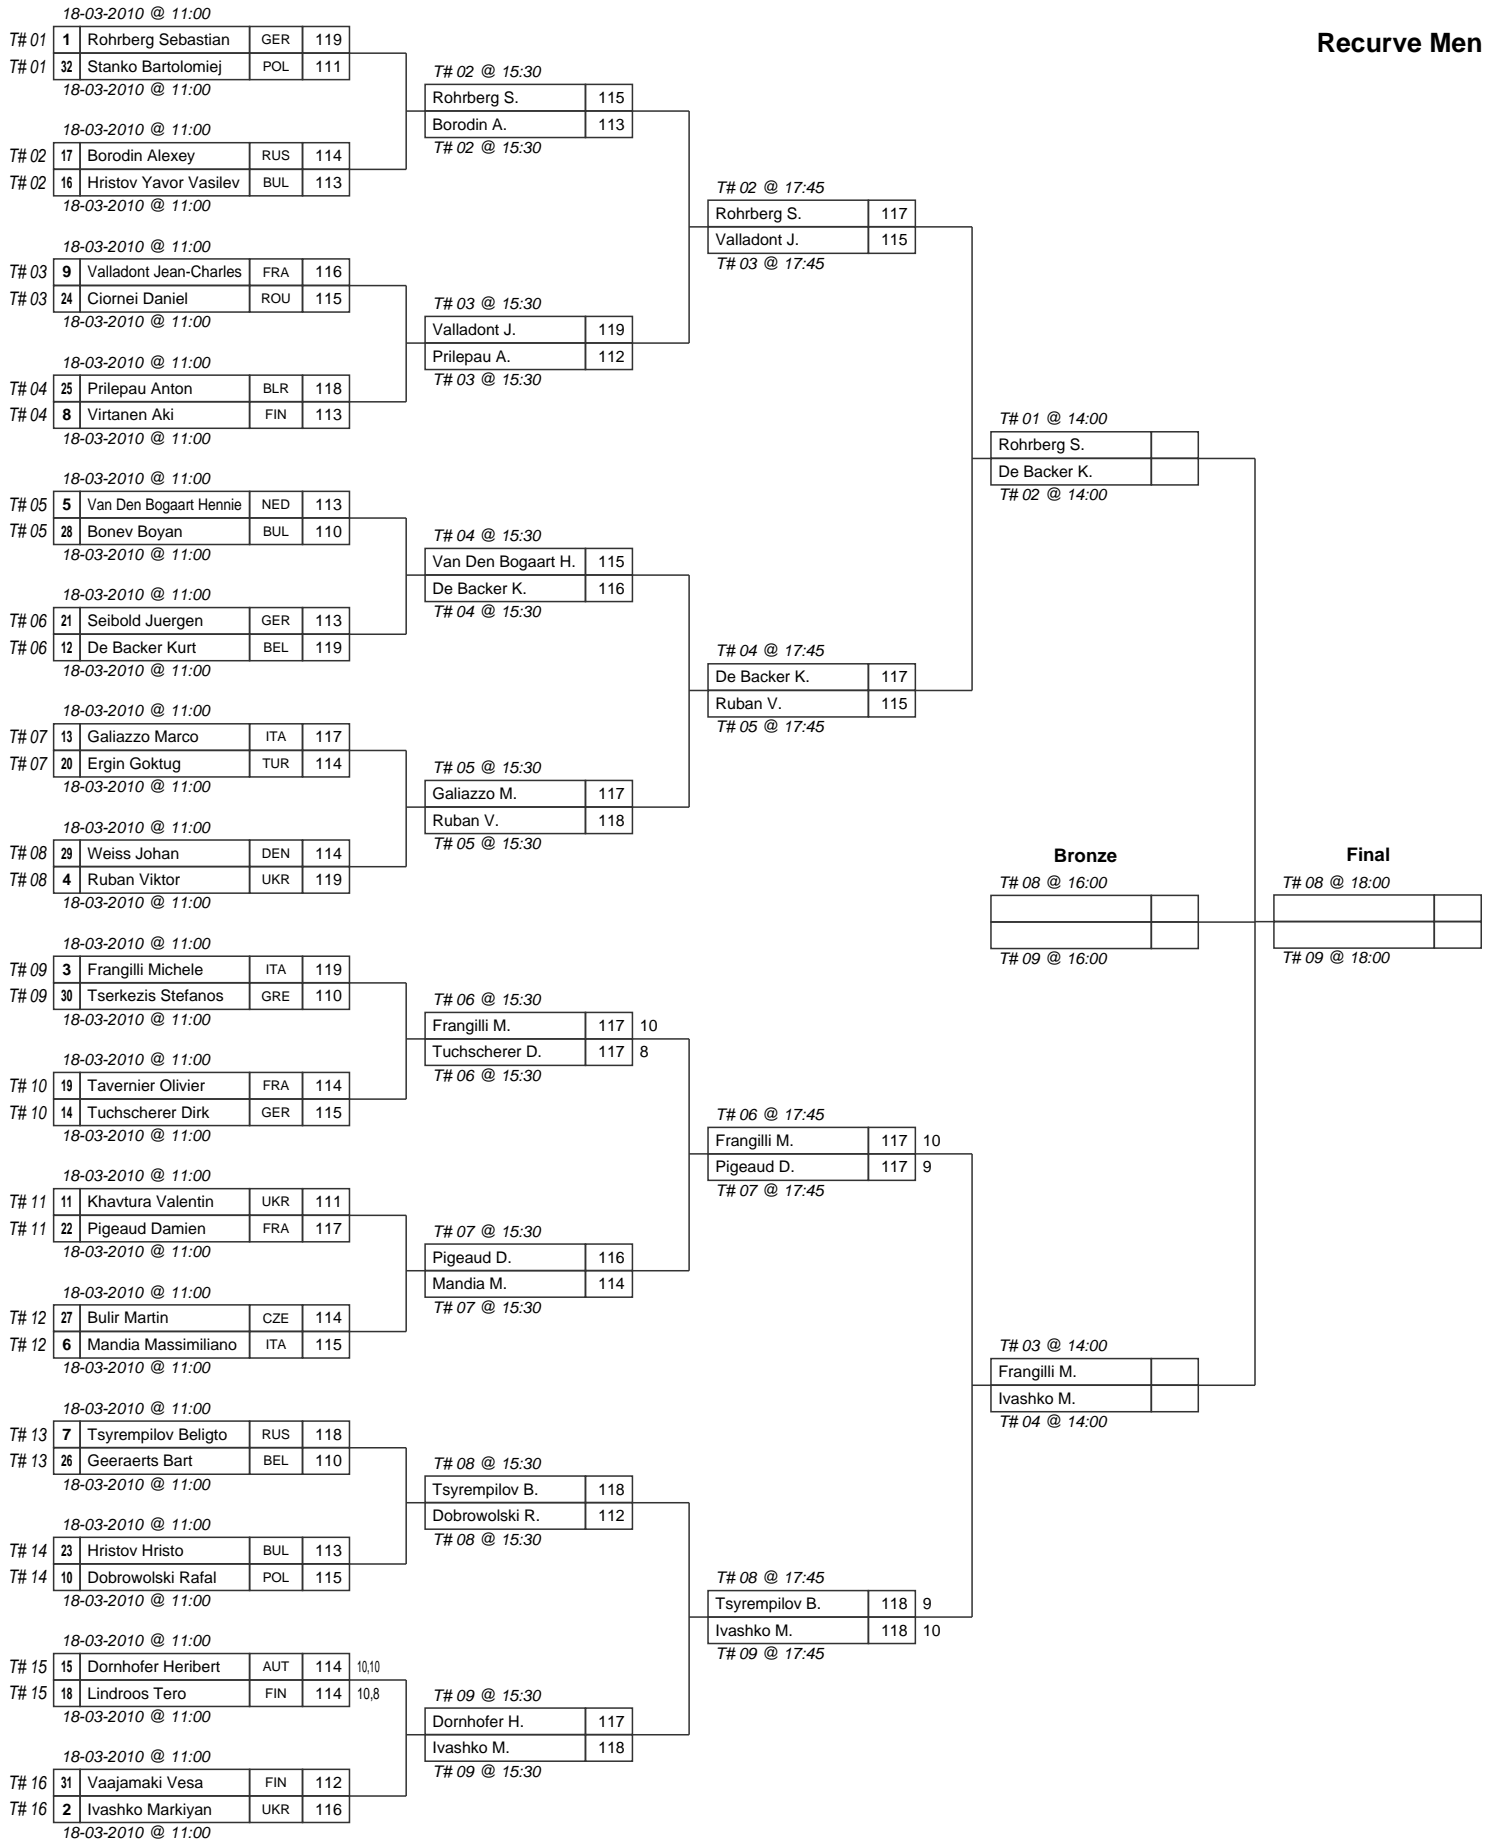 Recurve Men
18-03-2010 @ 11:00
T# 01 1 Rohrberg Sebastian GER 119
T# 01 32 Stanko Bartolomiej POL 111
18-03-2010 @ 11:00
18-03-2010 @ 11:00
T# 02 17 Borodin Alexey RUS 114
T# 02 16 Hristov Yavor Vasilev BUL 113
18-03-2010 @ 11:00
18-03-2010 @ 11:00
T# 03 9 Valladont Jean-Charles FRA 116
T# 03 24 Ciornei Daniel ROU 115
18-03-2010 @ 11:00
18-03-2010 @ 11:00
T# 04 25 Prilepau Anton BLR 118
T# 04 8 Virtanen Aki FIN 113
18-03-2010 @ 11:00
18-03-2010 @ 11:00
T# 05 5 Van Den Bogaart Hennie NED 113
T# 05 28 Bonev Boyan BUL 110
18-03-2010 @ 11:00
18-03-2010 @ 11:00
T# 06 21 Seibold Juergen GER 113
T# 06 12 De Backer Kurt BEL 119
18-03-2010 @ 11:00
18-03-2010 @ 11:00
T# 07 13 Galiazzo Marco ITA 117
T# 07 20 Ergin Goktug TUR 114
18-03-2010 @ 11:00
18-03-2010 @ 11:00
T# 08 29 Weiss Johan DEN 114
T# 08 4 Ruban Viktor UKR 119
18-03-2010 @ 11:00
18-03-2010 @ 11:00
T# 09 3 Frangilli Michele ITA 119
T# 09 30 Tserkezis Stefanos GRE 110
18-03-2010 @ 11:00
18-03-2010 @ 11:00
T# 10 19 Tavernier Olivier FRA 114
T# 10 14 Tuchscherer Dirk GER 115
18-03-2010 @ 11:00
18-03-2010 @ 11:00
T# 11 11 Khavtura Valentin UKR 111
T# 11 22 Pigeaud Damien FRA 117
18-03-2010 @ 11:00
18-03-2010 @ 11:00
T# 12 27 Bulir Martin CZE 114
T# 12 6 Mandia Massimiliano ITA 115
18-03-2010 @ 11:00
18-03-2010 @ 11:00
T# 13 7 Tsyrempilov Beligto RUS 118
T# 13 26 Geeraerts Bart BEL 110
18-03-2010 @ 11:00
18-03-2010 @ 11:00
T# 14 23 Hristov Hristo BUL 113
T# 14 10 Dobrowolski Rafal POL 115
18-03-2010 @ 11:00
18-03-2010 @ 11:00
T# 15 15 Dornhofer Heribert AUT 114 10,10
T# 15 18 Lindroos Tero FIN 114 10,8
18-03-2010 @ 11:00
18-03-2010 @ 11:00
T# 16 31 Vaajamaki Vesa FIN 112
T# 16 2 Ivashko Markiyan UKR 116
18-03-2010 @ 11:00
T# 02 @ 15:30
Rohrberg S. 115
Borodin A. 113
T# 02 @ 15:30
T# 03 @ 15:30
Valladont J. 119
Prilepau A. 112
T# 03 @ 15:30
T# 04 @ 15:30
Van Den Bogaart H. 115
De Backer K. 116
T# 04 @ 15:30
T# 05 @ 15:30
Galiazzo M. 117
Ruban V. 118
T# 05 @ 15:30
T# 06 @ 15:30
Frangilli M. 117 10
Tuchscherer D. 117 8
T# 06 @ 15:30
T# 07 @ 15:30
Pigeaud D. 116
Mandia M. 114
T# 07 @ 15:30
T# 08 @ 15:30
Tsyrempilov B. 118
Dobrowolski R. 112
T# 08 @ 15:30
T# 09 @ 15:30
Dornhofer H. 117
Ivashko M. 118
T# 09 @ 15:30
T# 02 @ 17:45
Rohrberg S. 117
Valladont J. 115
T# 03 @ 17:45
T# 04 @ 17:45
De Backer K. 117
Ruban V. 115
T# 05 @ 17:45
T# 06 @ 17:45
Frangilli M. 117 10
Pigeaud D. 117 9
T# 07 @ 17:45
T# 08 @ 17:45
Tsyrempilov B. 118 9
Ivashko M. 118 10
T# 09 @ 17:45
T# 01 @ 14:00
Rohrberg S.
De Backer K.
T# 02 @ 14:00
Bronze
T# 08 @ 16:00
T# 09 @ 16:00
T# 03 @ 14:00
Frangilli M.
Ivashko M.
T# 04 @ 14:00
Final
T# 08 @ 18:00
T# 09 @ 18:00